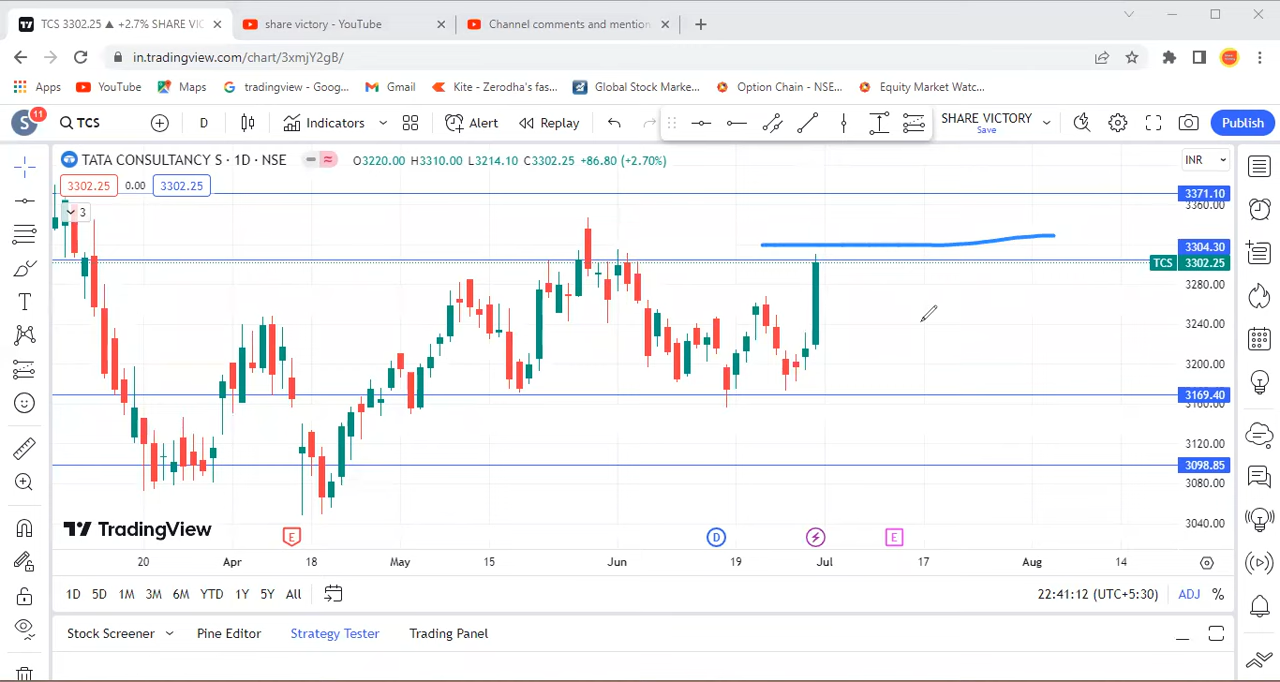 TCS 3302.25 ▲ +2.7% SHARE VIC
share victory - YouTube
Channel comments and mention
in.tradingview.com/chart/3xmjY2gB/
Apps YouTube Maps tradingview - Goog... Gmail Kite - Zerodha's fas... Global Stock Marke... Option Chain - NSE... Equity Market Watc...
S 11 TCS D Indicators Alert Replay SHARE VICTORY Save Publish
TATA CONSULTANCY S · 1D · NSE O3220.00 H3310.00 L3214.10 C3302.25 +86.80 (+2.70%) INR
3302.25 0.00 3302.25
3371.10
3360.00
3
3304.30
TCS 3302.25
3280.00
3240.00
3200.00
3169.40
3160.00
3120.00
3098.85
3080.00
3040.00
TradingView
E D E
20 Apr 18 May 15 Jun 19 Jul 17 Aug 14
1D 5D 1M 3M 6M YTD 1Y 5Y All 22:41:12 (UTC+5:30) ADJ %
Stock Screener Pine Editor Strategy Tester Trading Panel